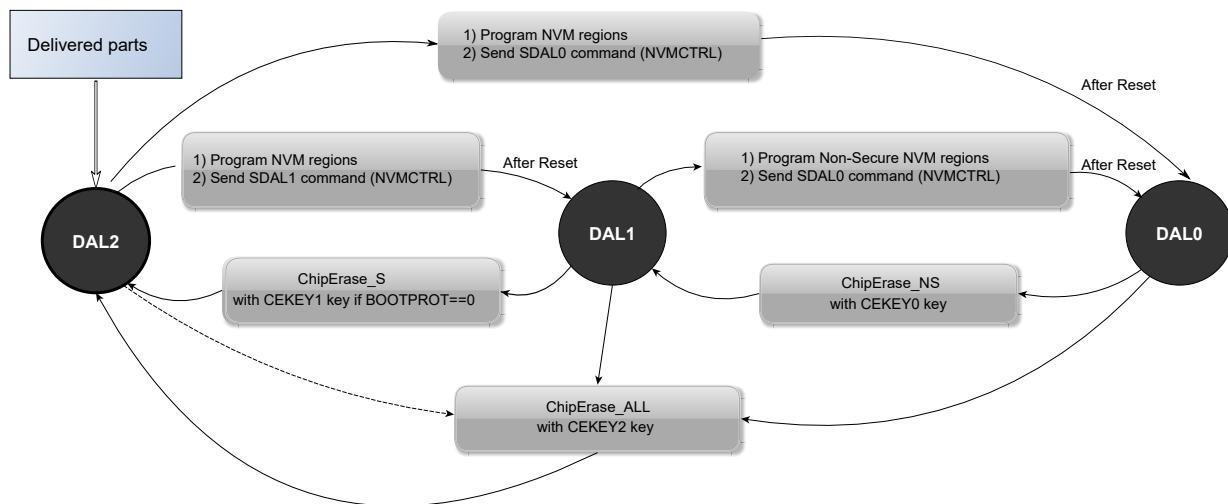 Delivered parts
1) Program NVM regions
2) Send SDAL0 command (NVMCTRL)
After Reset
1) Program NVM regions
2) Send SDAL1 command (NVMCTRL)
After Reset
1) Program Non-Secure NVM regions
2) Send SDAL0 command (NVMCTRL)
After Reset
DAL2
DAL1
DAL0
ChipErase_S
with CEKEY1 key if BOOTPROT==0
ChipErase_NS
with CEKEY0 key
ChipErase_ALL
with CEKEY2 key